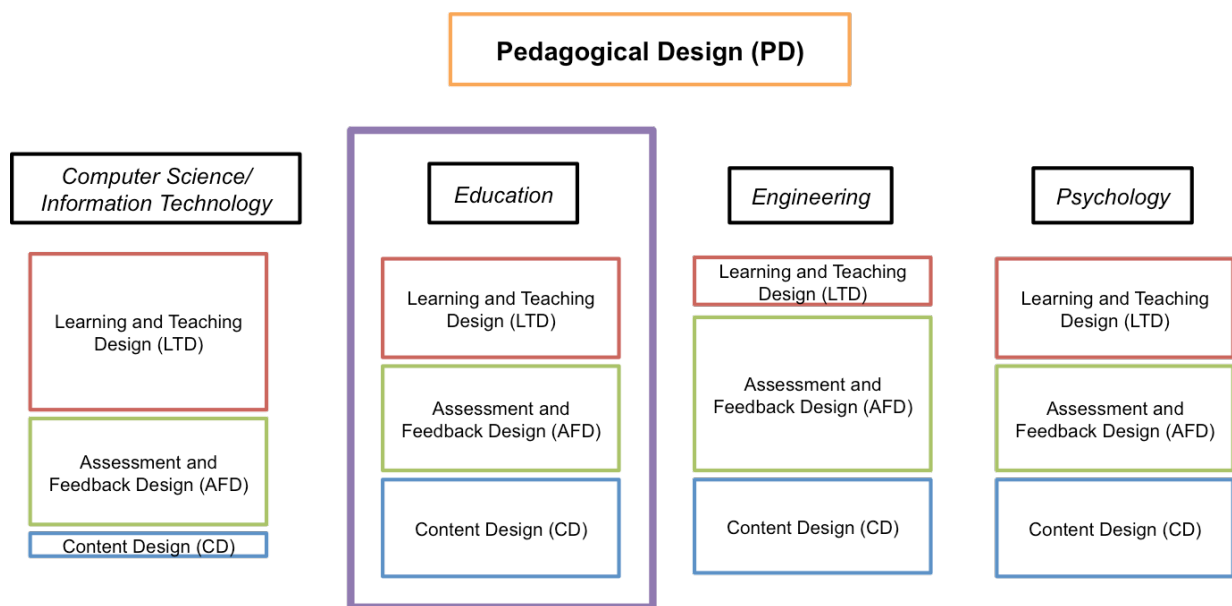 Pedagogical Design (PD)
Computer Science/
Information Technology
Learning and Teaching
Design (LTD)
Assessment and
Feedback Design (AFD)
Content Design (CD)
Education
Learning and Teaching
Design (LTD)
Assessment and
Feedback Design (AFD)
Content Design (CD)
Engineering
Learning and Teaching
Design (LTD)
Assessment and
Feedback Design (AFD)
Content Design (CD)
Psychology
Learning and Teaching
Design (LTD)
Assessment and
Feedback Design (AFD)
Content Design (CD)